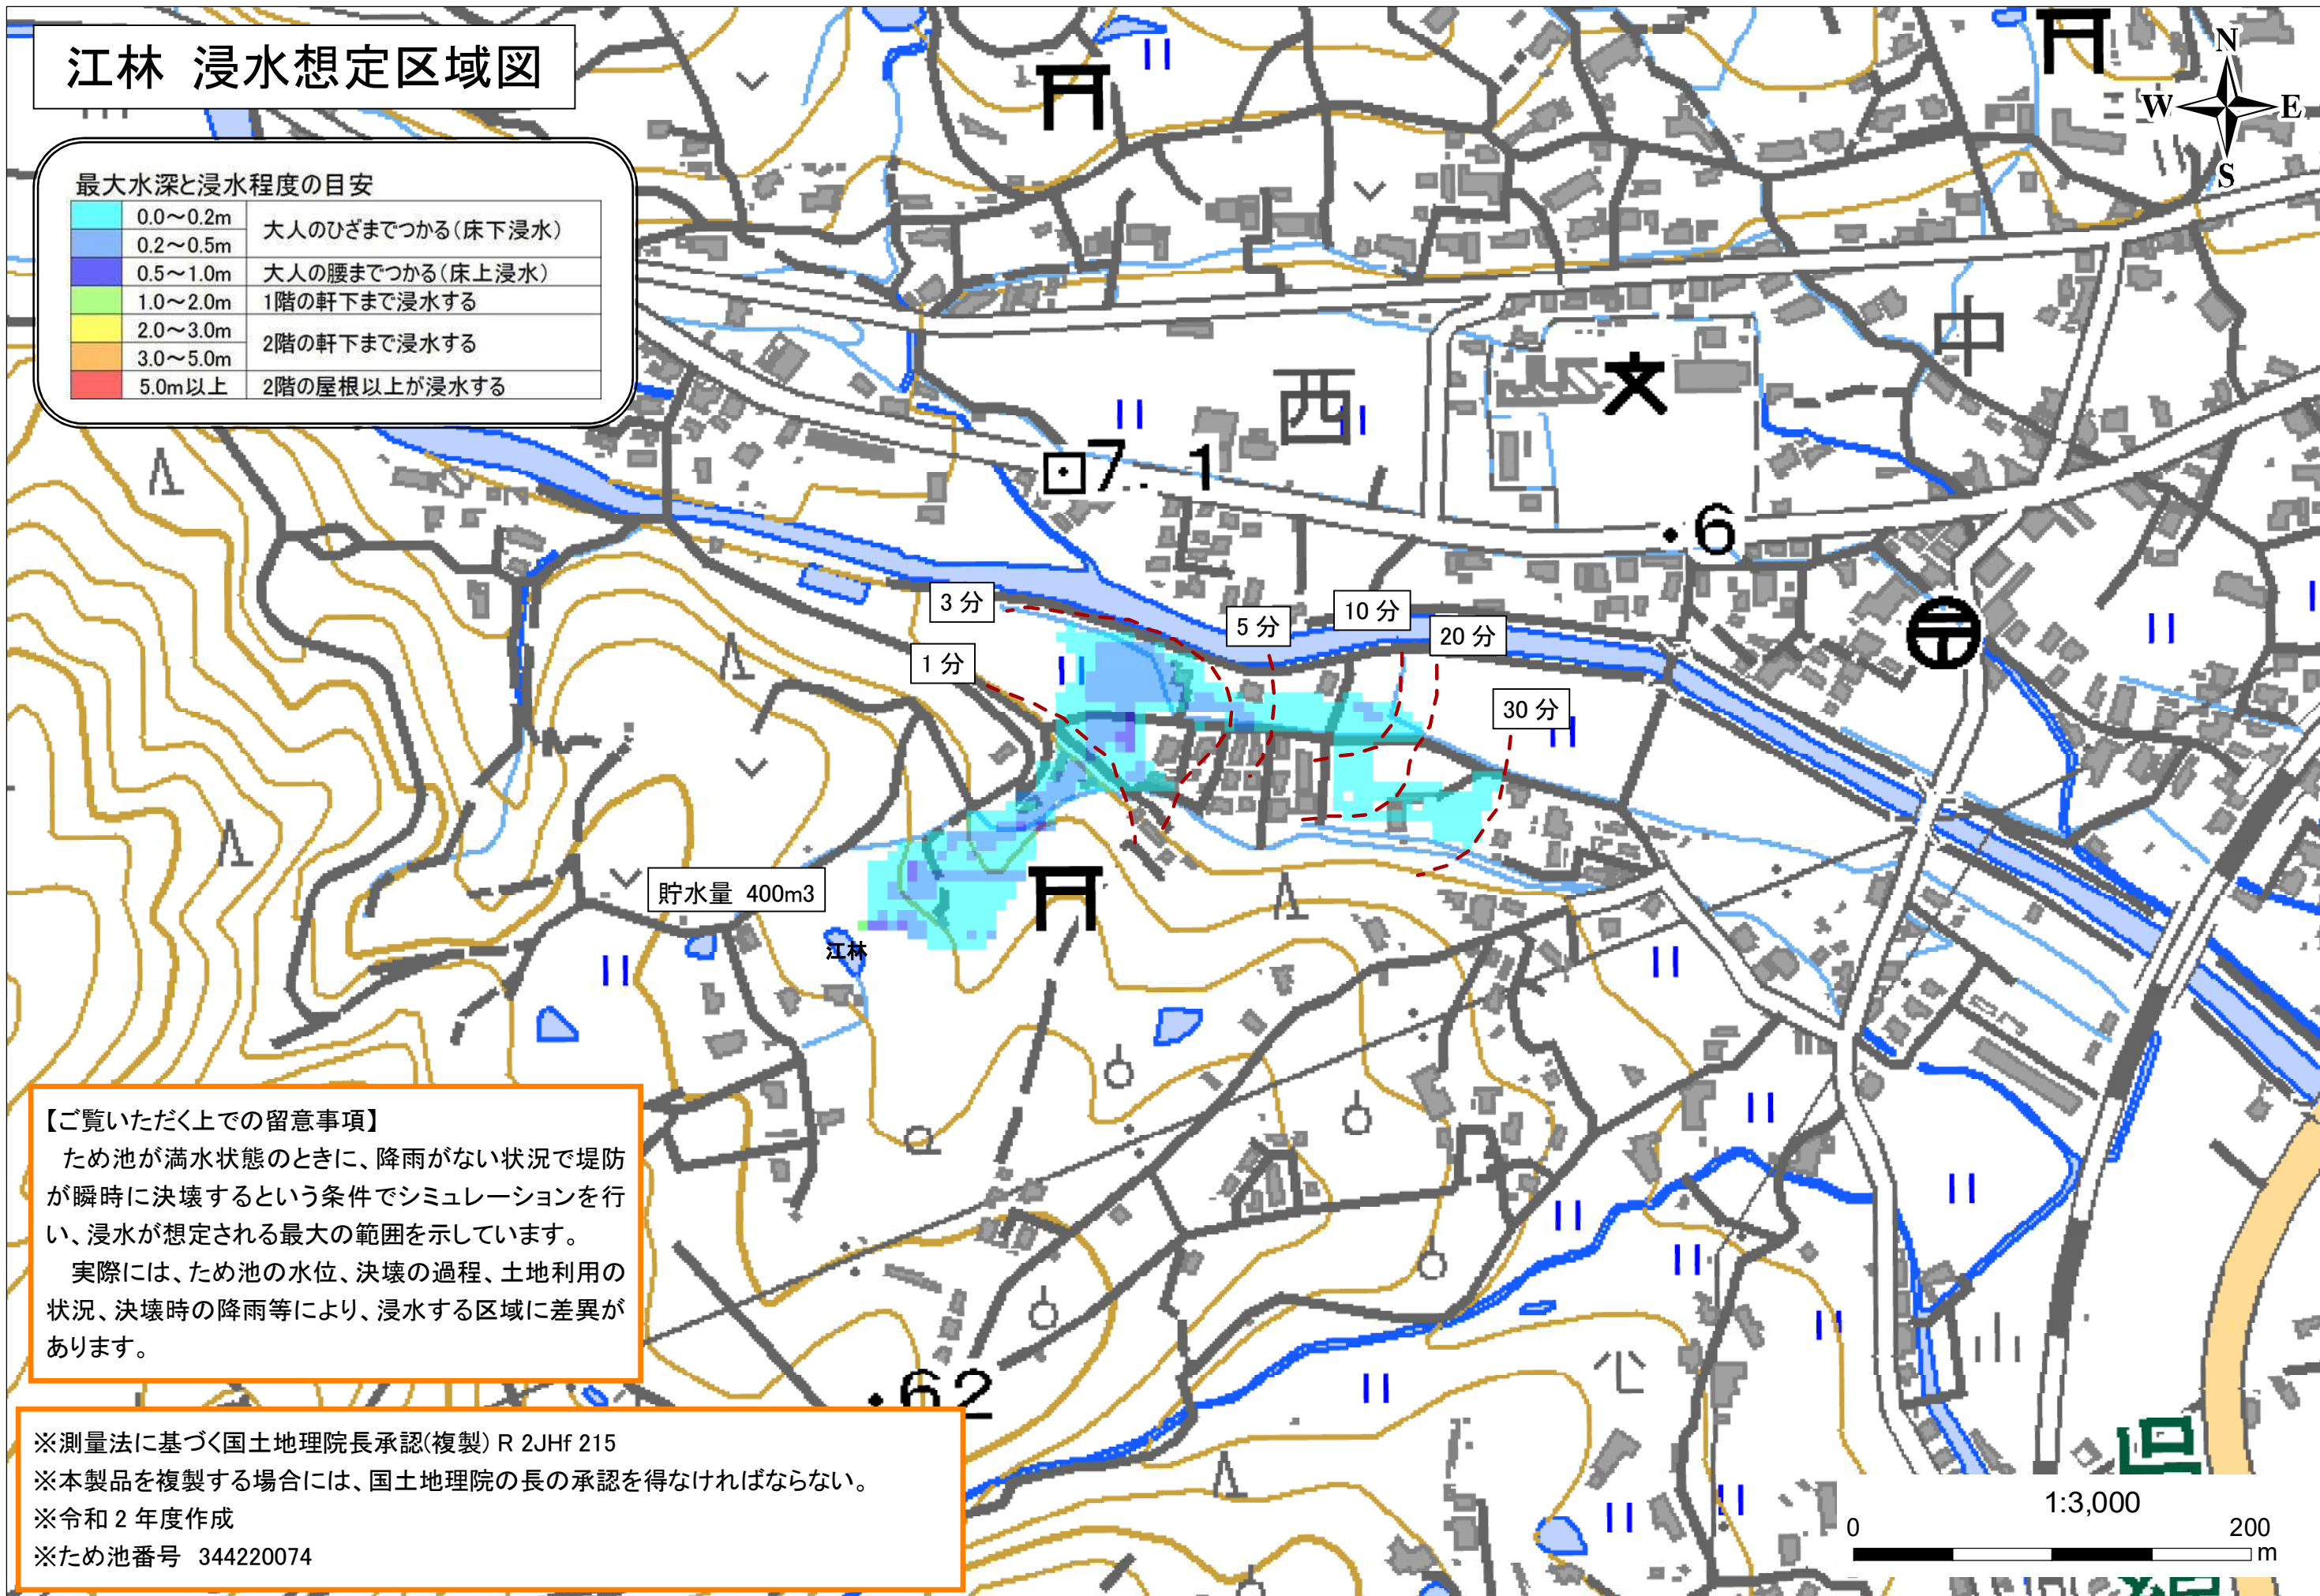 江林 浸水想定区域図
N
W
E
S
最大水深と浸水程度の目安
0.0～0.2m
大人のひざまでつかる(床下浸水)
0.2～0.5m
0.5～1.0m 大人の腰までつかる(床上浸水)
1.0～2.0m 1階の軒下まで浸水する
2.0～3.0m
2階の軒下まで浸水する
3.0～5.0m
5.0m以上 2階の屋根以上が浸水する
中
西
文
7.1
6
3 分
5 分
10 分
20 分
1 分
30 分
貯水量 400m3
江林
【ご覧いただく上での留意事項】
ため池が満水状態のときに、降雨がない状況で堤防
が瞬時に決壊するという条件でシミュレーションを行
い、浸水が想定される最大の範囲を示しています。
実際には、ため池の水位、決壊の過程、土地利用の
状況、決壊時の降雨等により、浸水する区域に差異が
あります。
62
※測量法に基づく国土地理院長承認(複製) R 2JHf 215
※本製品を複製する場合には、国土地理院の長の承認を得なければならない。
※令和 2 年度作成
※ため池番号 344220074
1:3,000
0 200
m